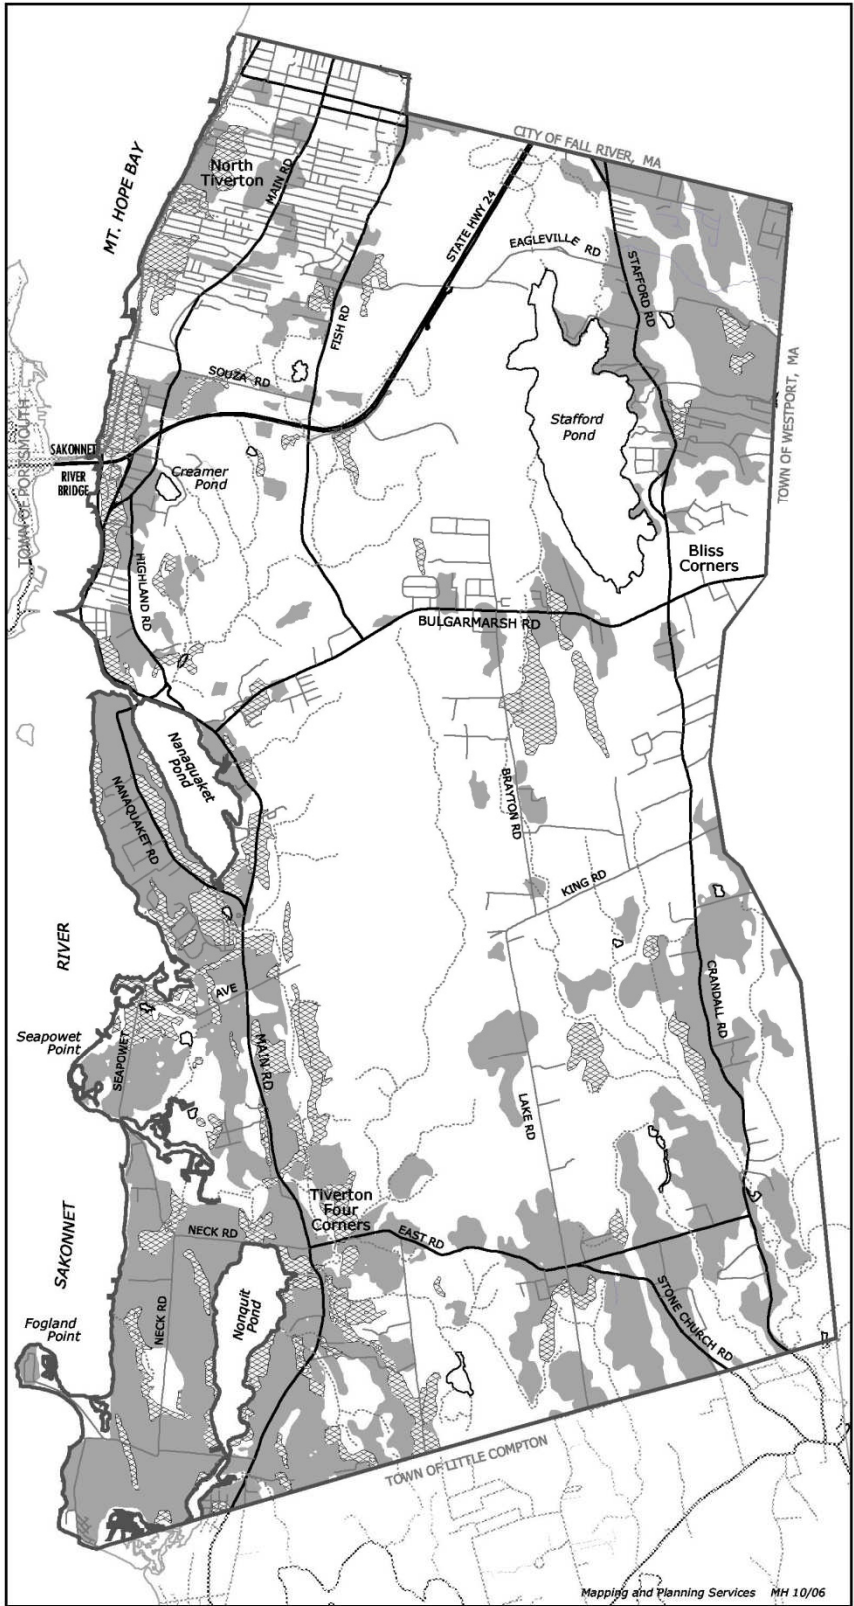 CITY OF FALL RIVER, MA
MT. HOPE BAY
North
Tiverton
MAIN RD
STATE HWY 24
EAGLEVILLE RD
STAFFORD RD
FISH RD
SOUZA RD
TOWN OF PORTSMOUTH
TOWN OF WESTPORT, MA
Stafford
Pond
SAKONNET
RIVER
BRIDGE
Creamer
Pond
HIGHLAND RD
Bliss
Corners
BULGARMARSH RD
Nanaquaket
Pond
NANAQUAKET RD
BRAYTON RD
KING RD
RIVER
AVE
CRANDALL RD
Seapowet
Point
SEAPOWET
MAIN RD
LAKE RD
SAKONNET
Tiverton
Four
Corners
NECK RD
EAST RD
NECK RD
Nonquit
Pond
STONE CHURCH RD
Fogland
Point
TOWN OF LITTLE COMPTON
Mapping and Planning Services MH 10/06